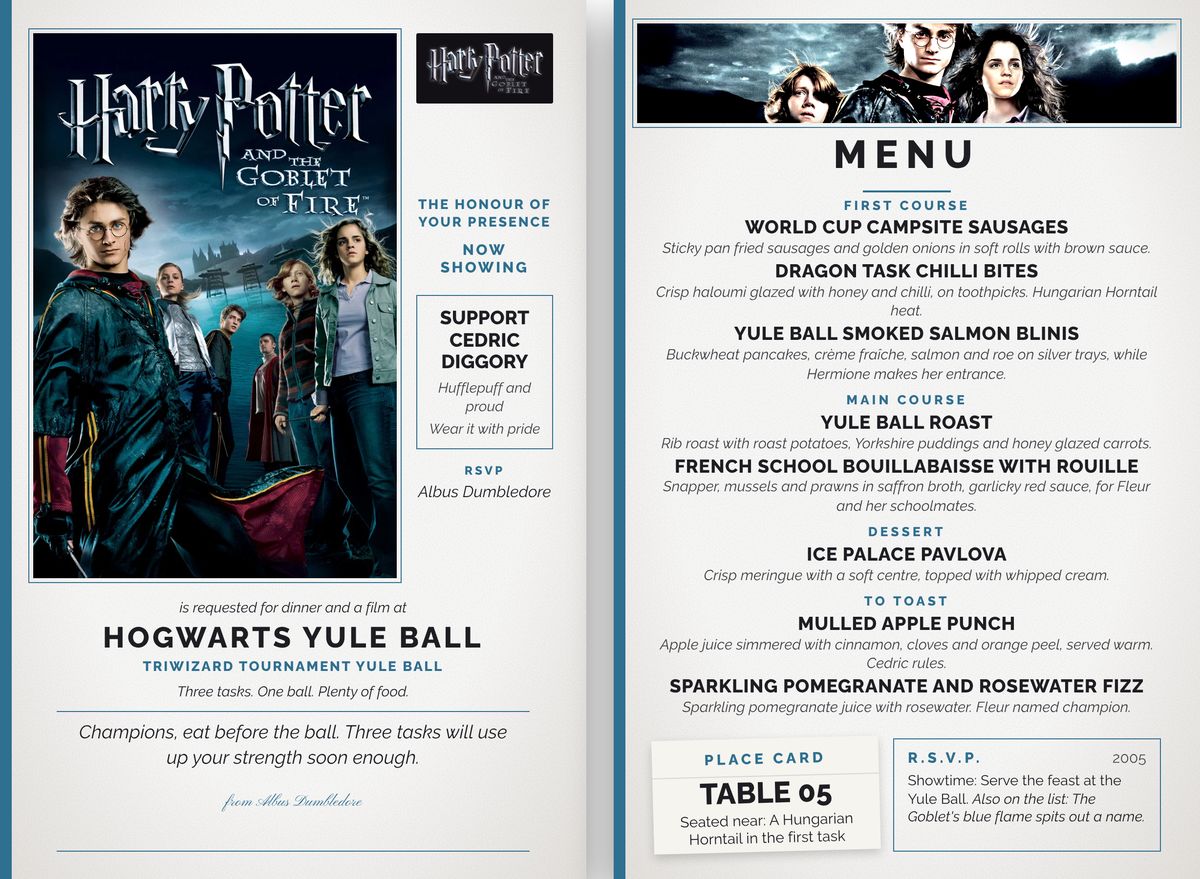 Harry Potter
AND THE
GOBLET
OF FIRE™
Harry Potter
AND THE
GOBLET
OF FIRE
THE HONOUR OF
YOUR PRESENCE
NOW
SHOWING
SUPPORT
CEDRIC
DIGGORY
Hufflepuff and
proud
Wear it with pride
RSVP
Albus Dumbledore
is requested for dinner and a film at
HOGWARTS YULE BALL
TRIWIZARD TOURNAMENT YULE BALL
Three tasks. One ball. Plenty of food.
Champions, eat before the ball. Three tasks will use
up your strength soon enough.
from Albus Dumbledore
MENU
FIRST COURSE
WORLD CUP CAMPSITE SAUSAGES
Sticky pan fried sausages and golden onions in soft rolls with brown sauce.
DRAGON TASK CHILLI BITES
Crisp haloumi glazed with honey and chilli, on toothpicks. Hungarian Horntail
heat.
YULE BALL SMOKED SALMON BLINIS
Buckwheat pancakes, crème fraîche, salmon and roe on silver trays, while
Hermione makes her entrance.
MAIN COURSE
YULE BALL ROAST
Rib roast with roast potatoes, Yorkshire puddings and honey glazed carrots.
FRENCH SCHOOL BOUILLABAISSE WITH ROUILLE
Snapper, mussels and prawns in saffron broth, garlicky red sauce, for Fleur
and her schoolmates.
DESSERT
ICE PALACE PAVLOVA
Crisp meringue with a soft centre, topped with whipped cream.
TO TOAST
MULLED APPLE PUNCH
Apple juice simmered with cinnamon, cloves and orange peel, served warm.
Cedric rules.
SPARKLING POMEGRANATE AND ROSEWATER FIZZ
Sparkling pomegranate juice with rosewater. Fleur named champion.
PLACE CARD
TABLE 05
Seated near: A Hungarian
Horntail in the first task
R.S.V.P. 2005
Showtime: Serve the feast at the
Yule Ball. Also on the list: The
Goblet's blue flame spits out a name.